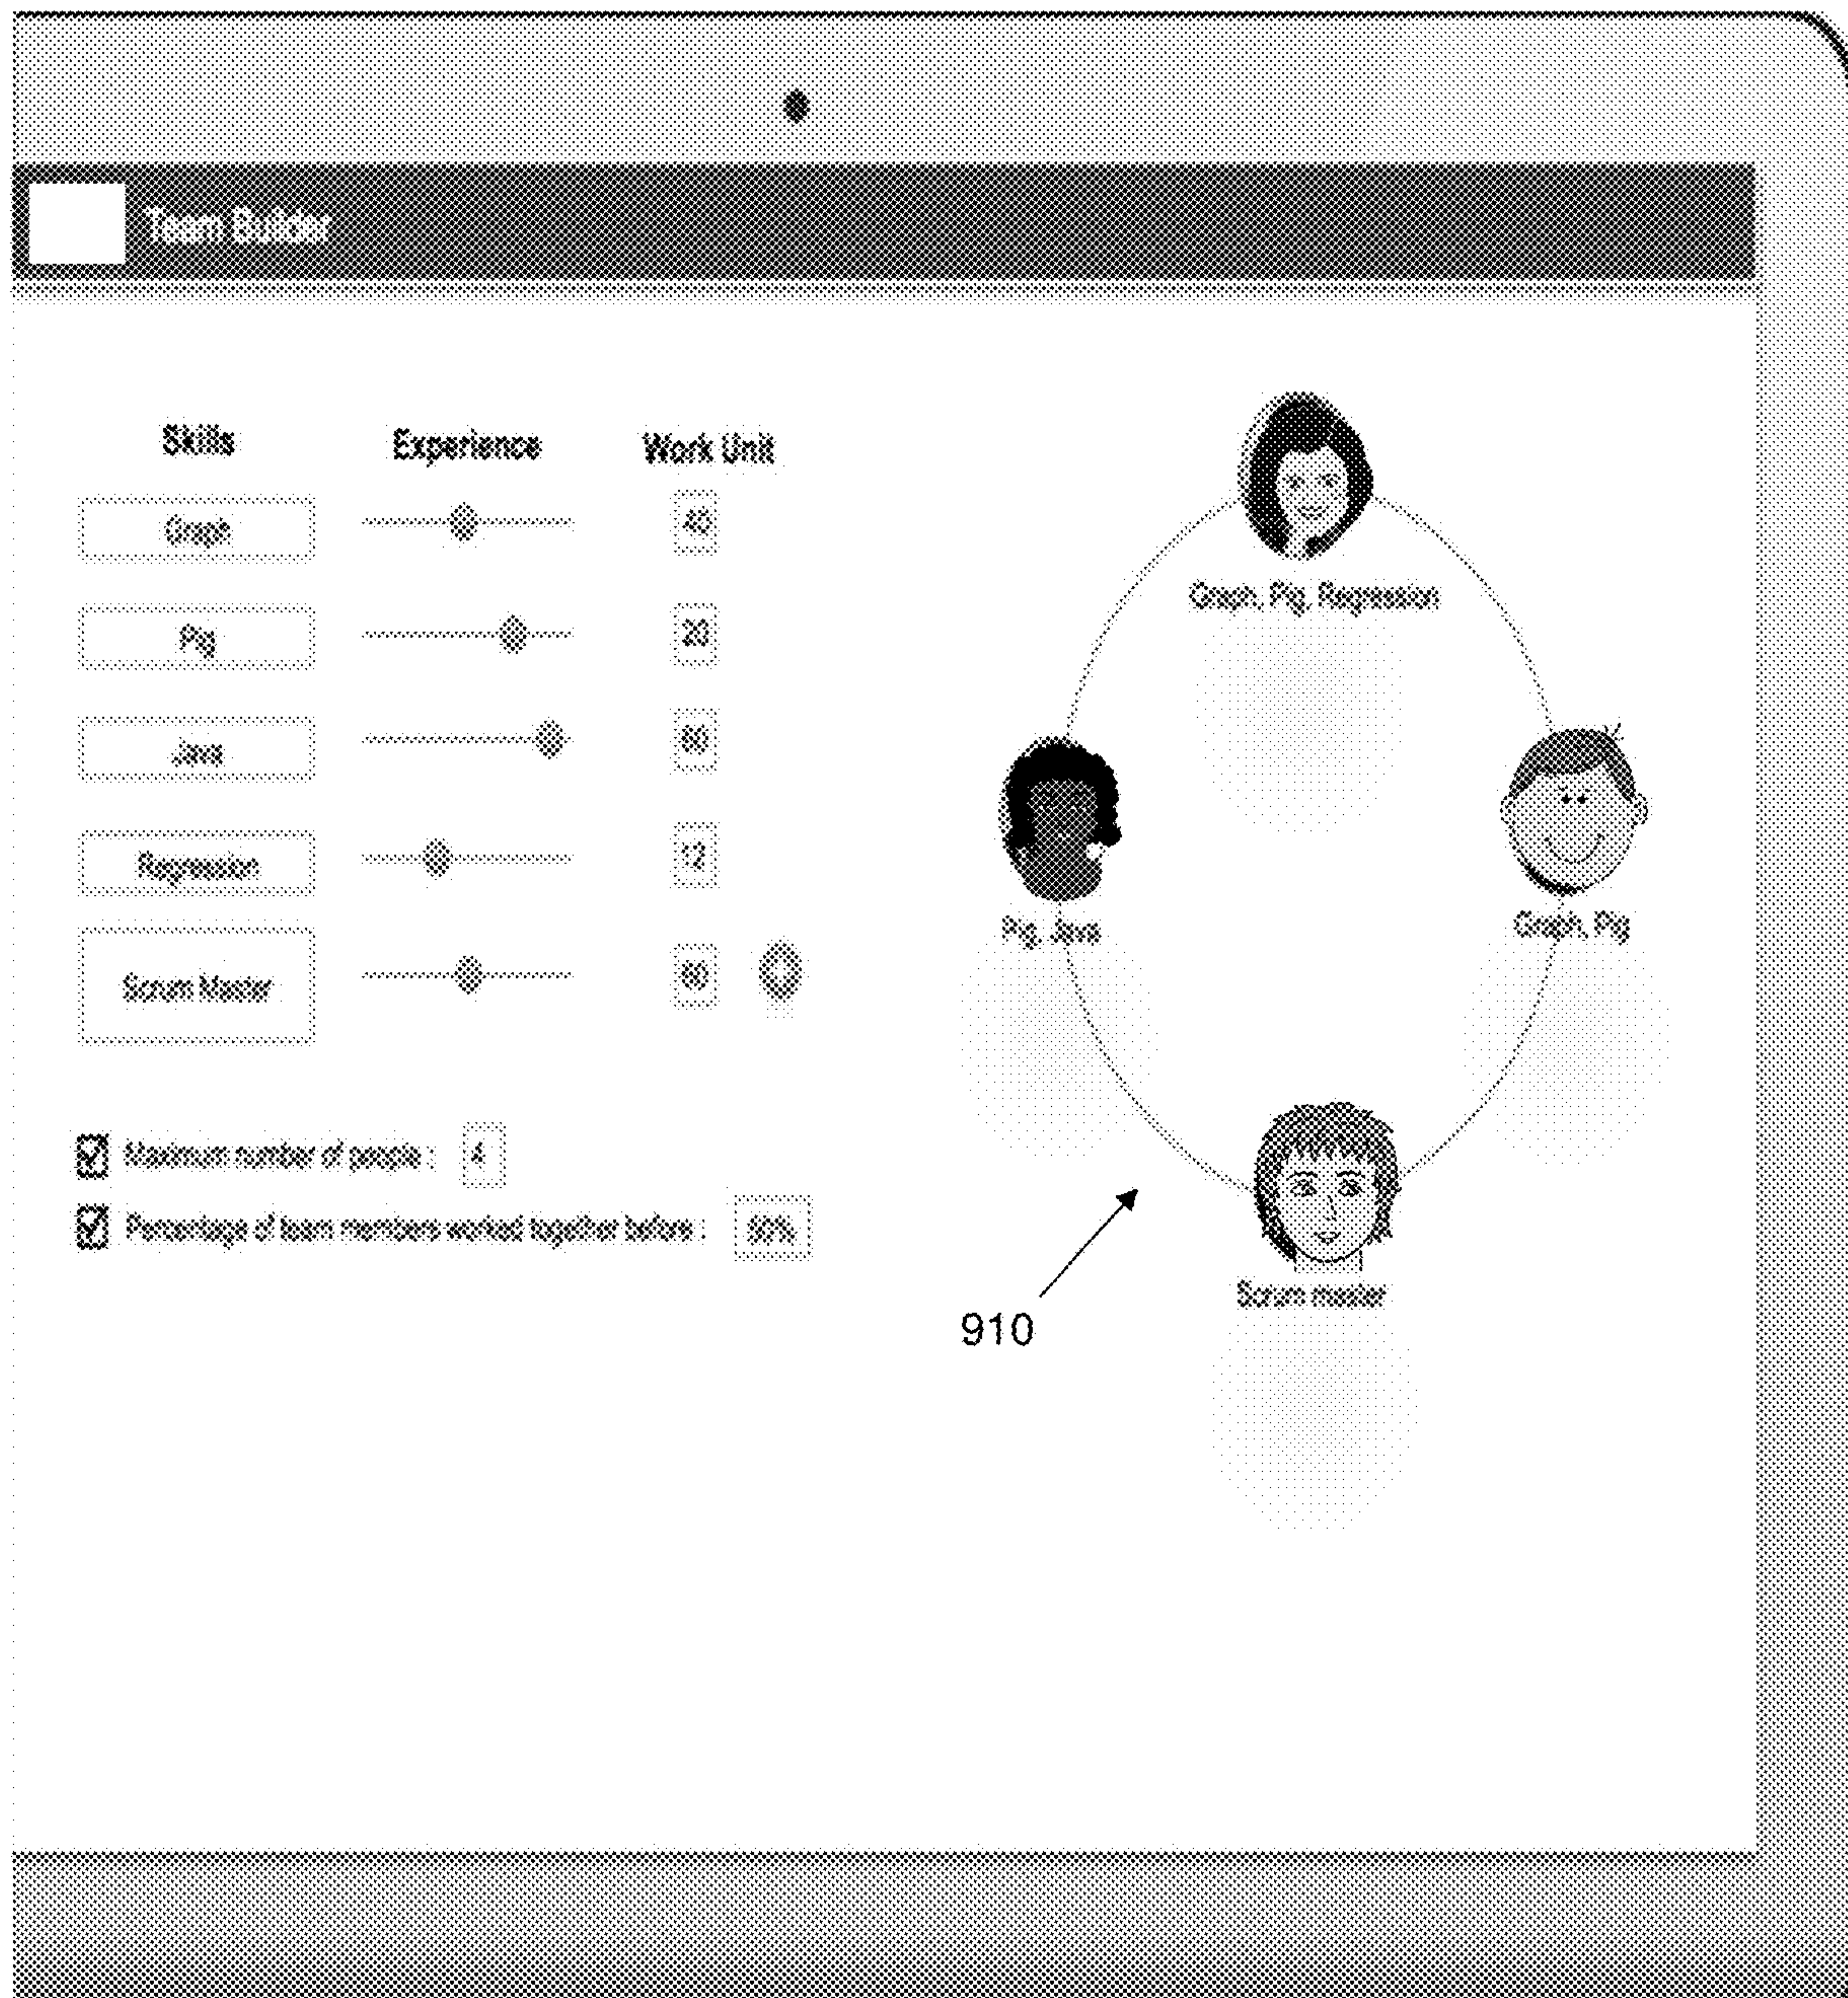 Team Builder
Skills Experience Work Unit
Graph 40
Pig 20
Java 60
Regression 12
Scrum Master
Maximum number of people : 4
Percentage of team members worked together before :
Graph, Pig, Regression
Pig, Java
Graph, Pig
Scrum master
910